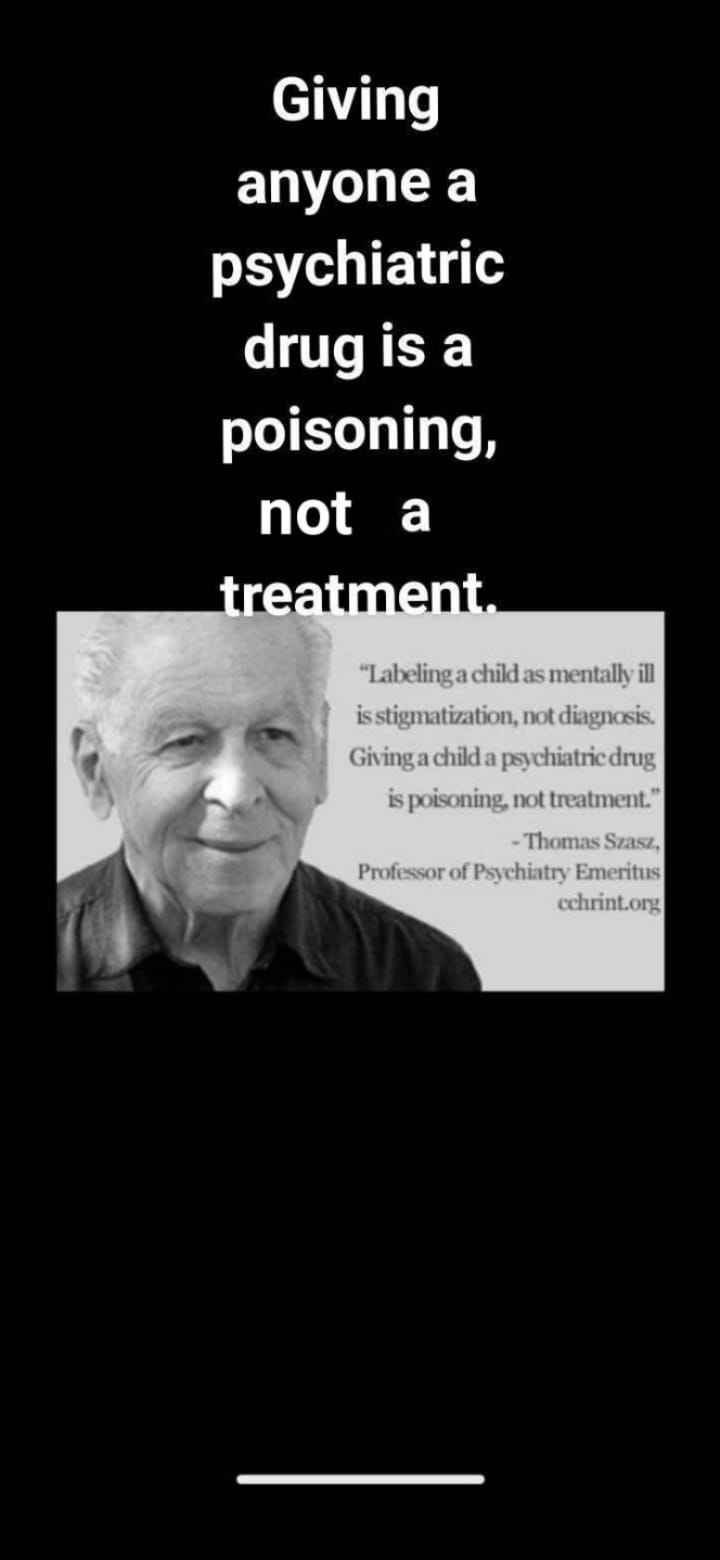 Giving
anyone a
psychiatric
drug is a
poisoning,
not a
treatment.
“Labeling a child as mentally ill
is stigmatization, not diagnosis.
Giving a child a psychiatric drug
is poisoning, not treatment.”
- Thomas Szasz,
Professor of Psychiatry Emeritus
cchrint.org